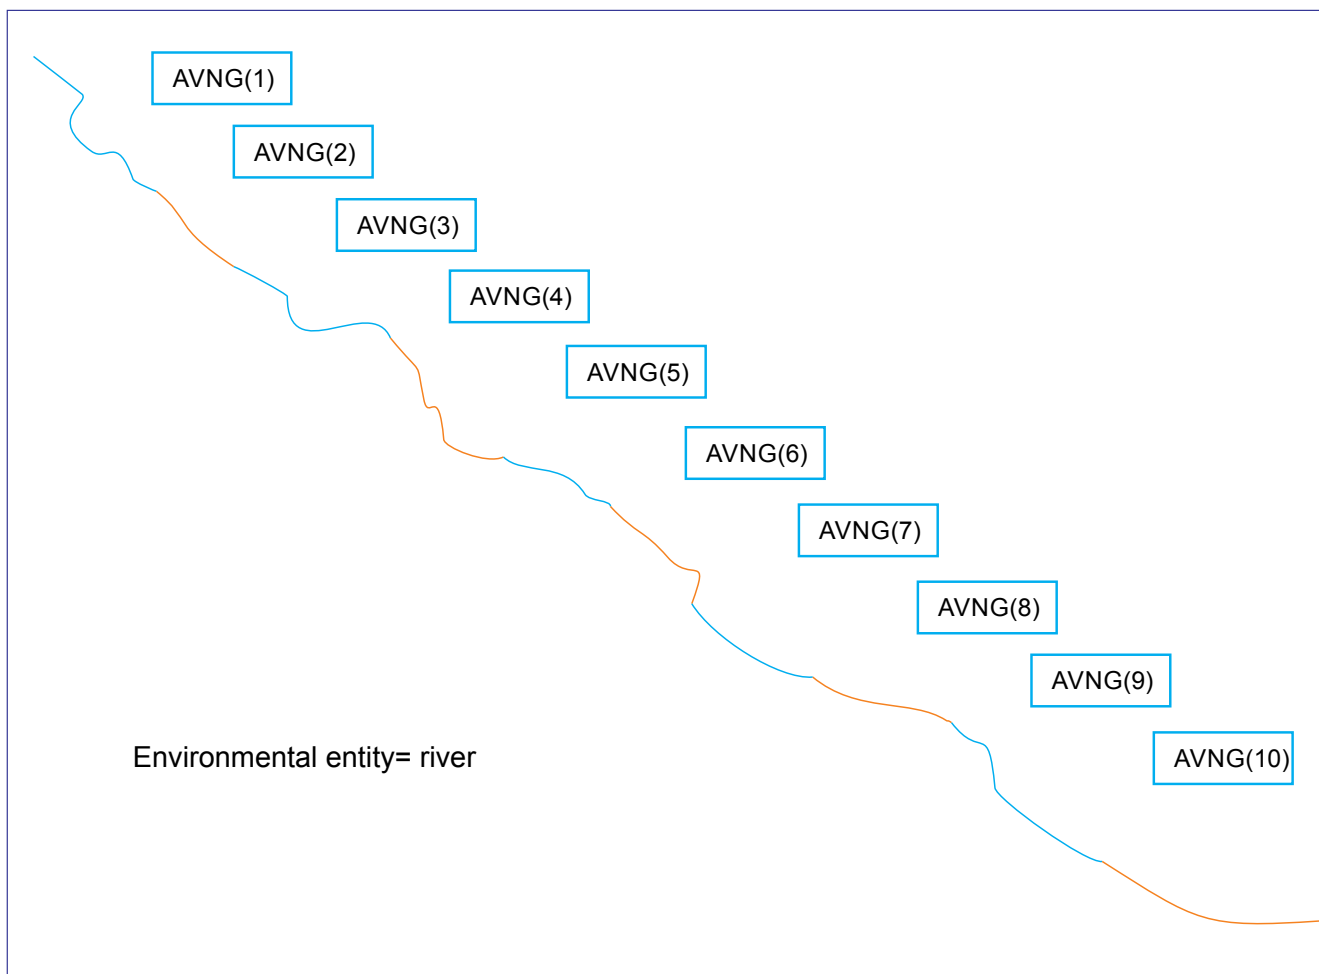 AVNG(1)
AVNG(2)
AVNG(3)
AVNG(4)
AVNG(5)
AVNG(6)
AVNG(7)
AVNG(8)
AVNG(9)
AVNG(10)
Environmental entity= river